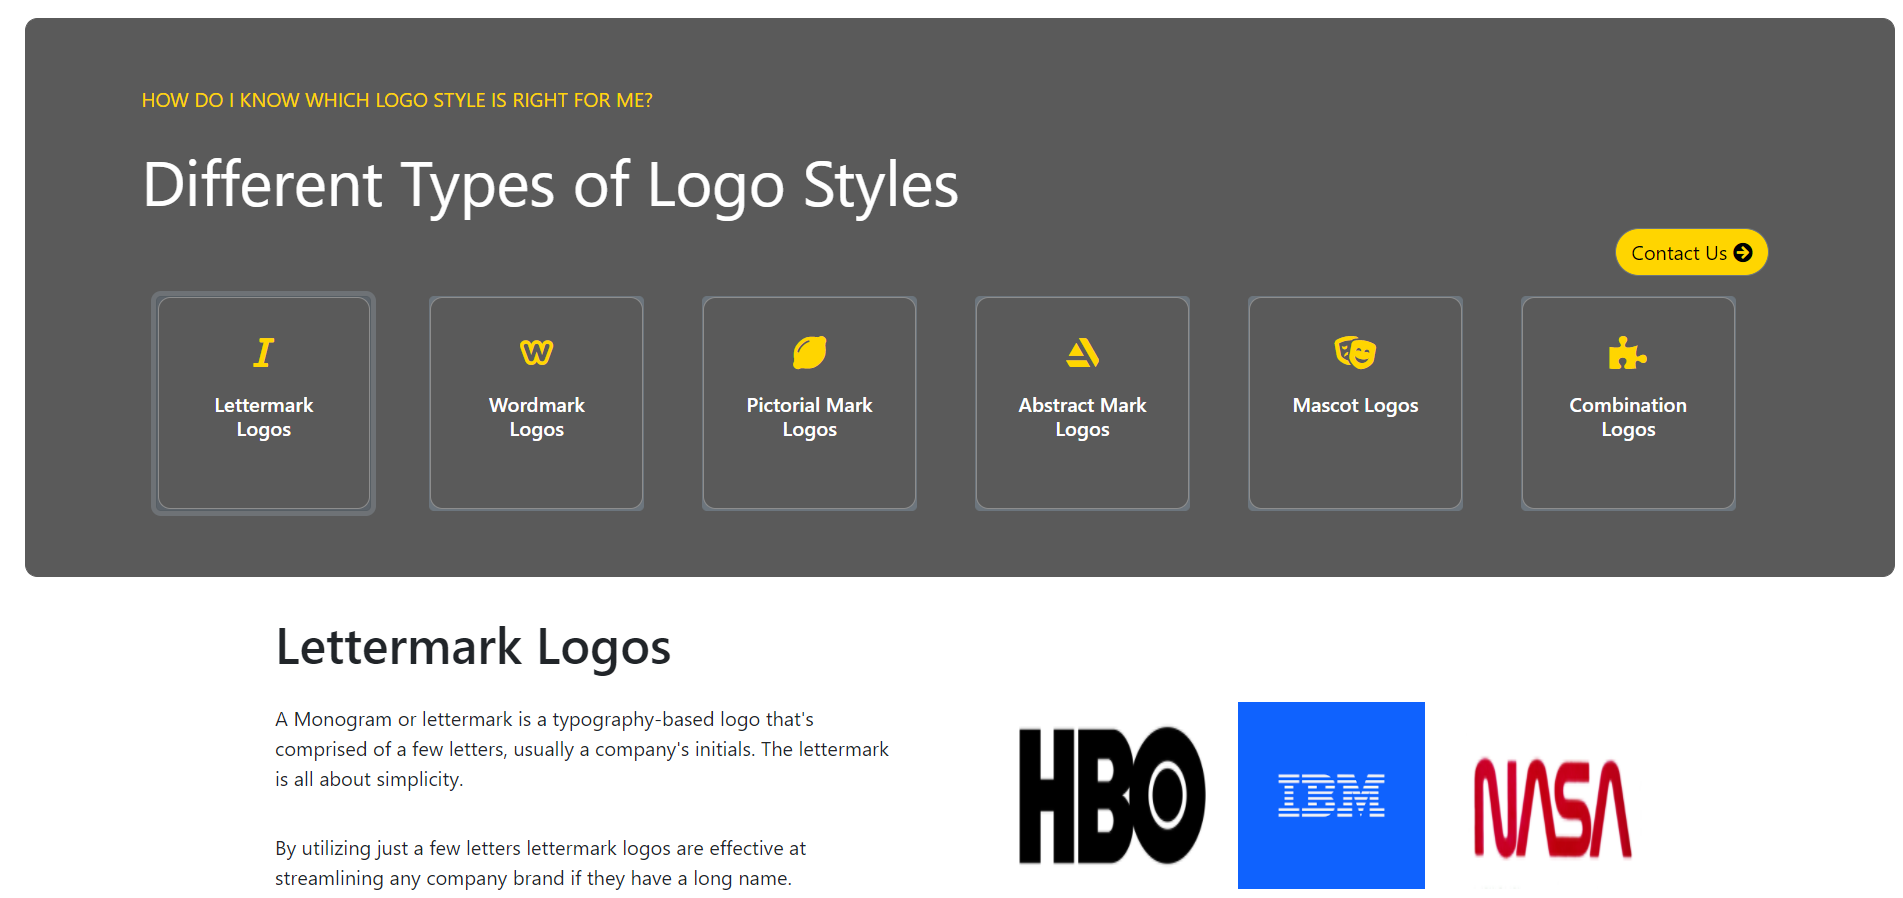 HOW DO I KNOW WHICH LOGO STYLE IS RIGHT FOR ME?
Different Types of Logo Styles
Contact Us
Lettermark
Logos
Wordmark
Logos
Pictorial Mark
Logos
Abstract Mark
Logos
Mascot Logos
Combination
Logos
Lettermark Logos
A Monogram or lettermark is a typography-based logo that's
comprised of a few letters, usually a company's initials. The lettermark
is all about simplicity.
By utilizing just a few letters lettermark logos are effective at
streamlining any company brand if they have a long name.
HBO
IBM
NASA